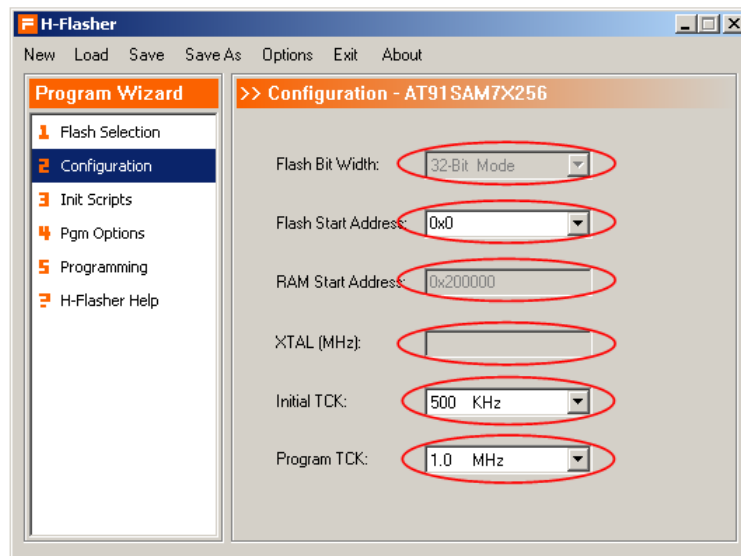 H-Flasher
New Load Save Save As Options Exit About
Program Wizard
1 Flash Selection
2 Configuration
3 Init Scripts
4 Pgm Options
5 Programming
? H-Flasher Help
>> Configuration - AT91SAM7X256
Flash Bit Width: 32-Bit Mode
Flash Start Address: 0x0
RAM Start Address: 0x200000
XTAL (MHz):
Initial TCK: 500 KHz
Program TCK: 1.0 MHz